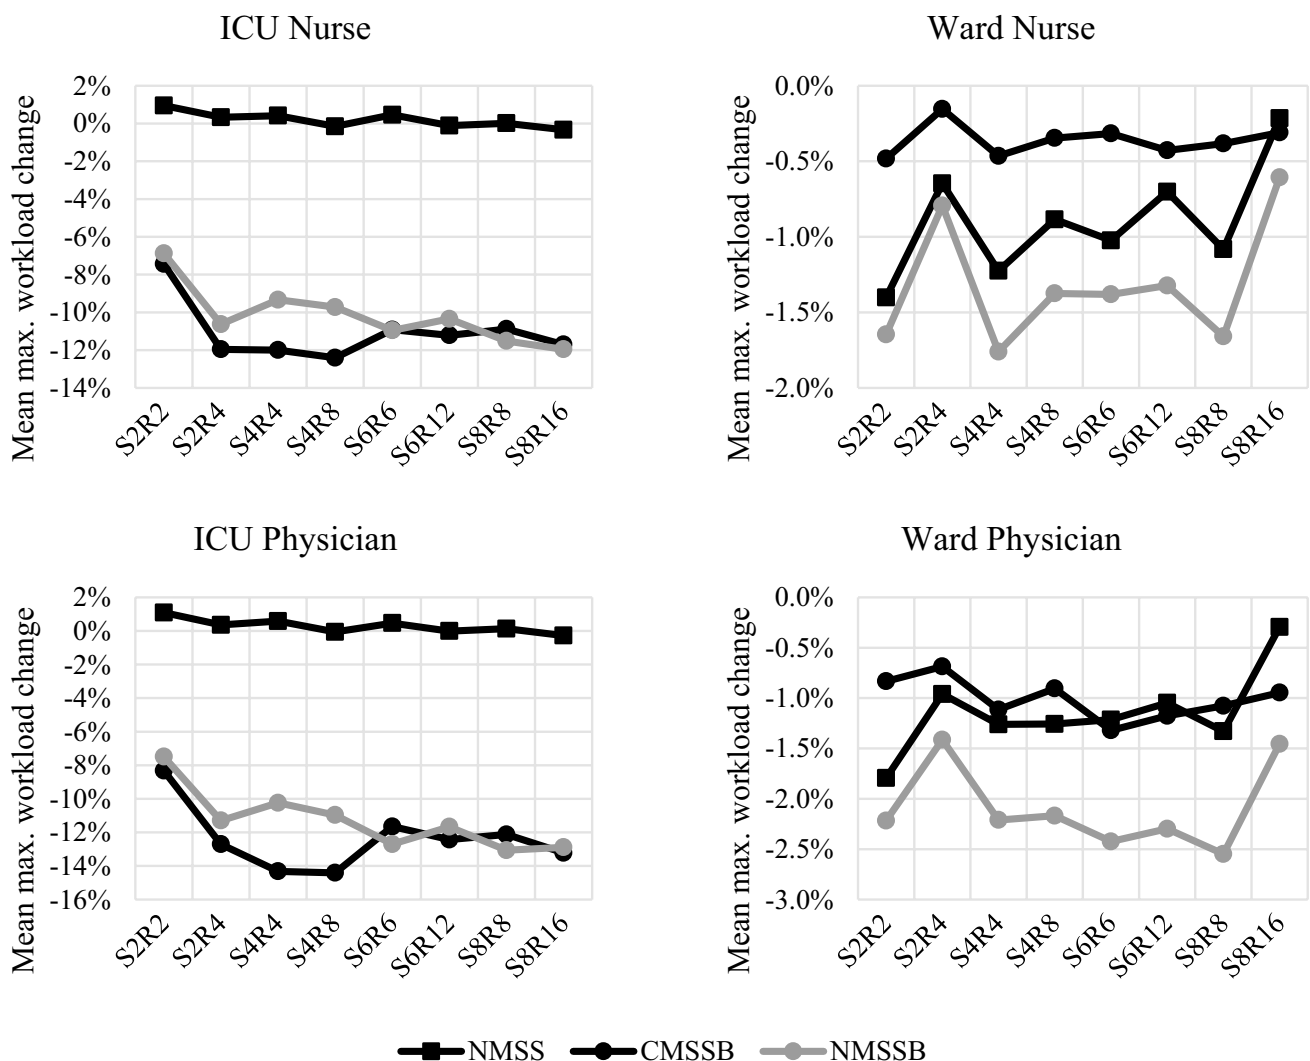 ICU Nurse
Mean max. workload change
2%
0%
-2%
-4%
-6%
-8%
-10%
-12%
-14%
S2R2
S2R4
S4R4
S4R8
S6R6
S6R12
S8R8
S8R16
Ward Nurse
Mean max. workload change
0.0%
-0.5%
-1.0%
-1.5%
-2.0%
S2R2
S2R4
S4R4
S4R8
S6R6
S6R12
S8R8
S8R16
ICU Physician
Mean max. workload change
2%
0%
-2%
-4%
-6%
-8%
-10%
-12%
-14%
-16%
S2R2
S2R4
S4R4
S4R8
S6R6
S6R12
S8R8
S8R16
Ward Physician
Mean max. workload change
0.0%
-0.5%
-1.0%
-1.5%
-2.0%
-2.5%
-3.0%
S2R2
S2R4
S4R4
S4R8
S6R6
S6R12
S8R8
S8R16
NMSS CMSSB NMSSB